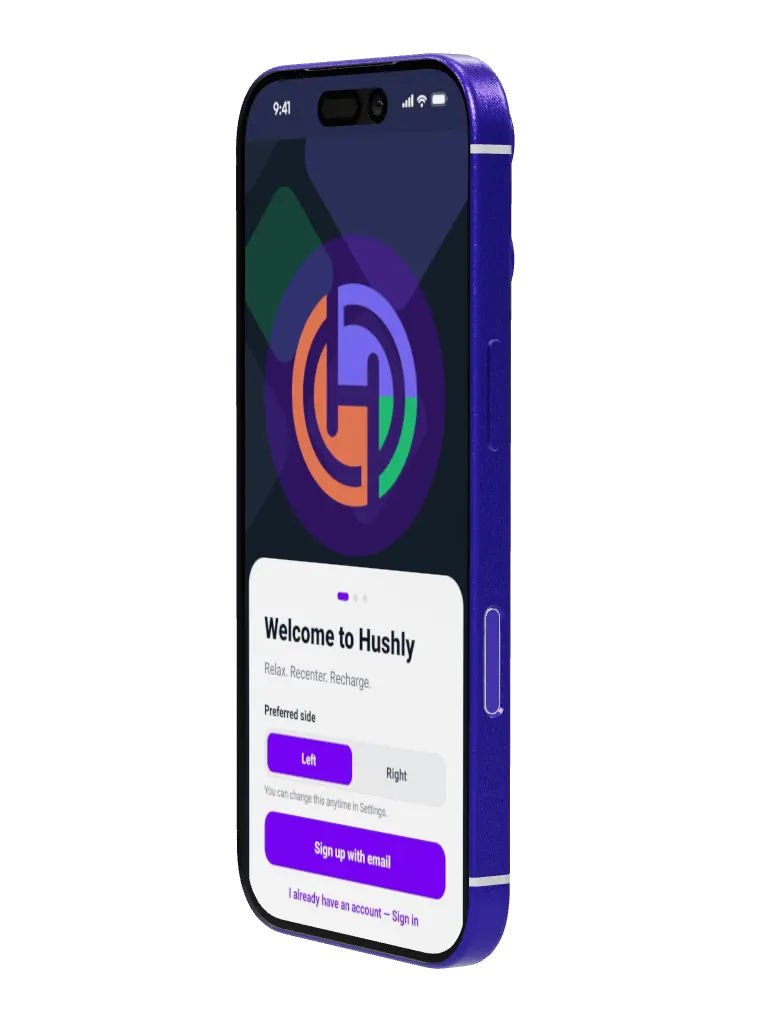 9:41
Welcome to Hushly
Relax. Recenter. Recharge.
Preferred side
Left
Right
You can change this anytime in Settings.
Sign up with email
I already have an account — Sign in